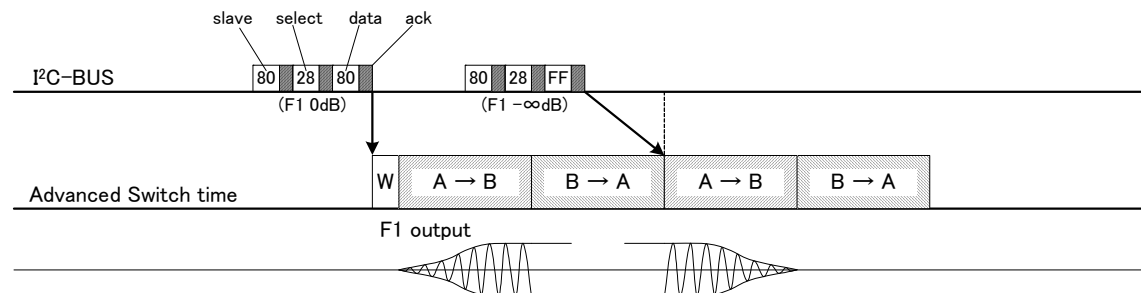 slave select data ack
I²C-BUS 80 28 80 80 28 FF
(F1 0dB) (F1 -∞dB)
Advanced Switch time W A → B B → A A → B B → A
F1 output